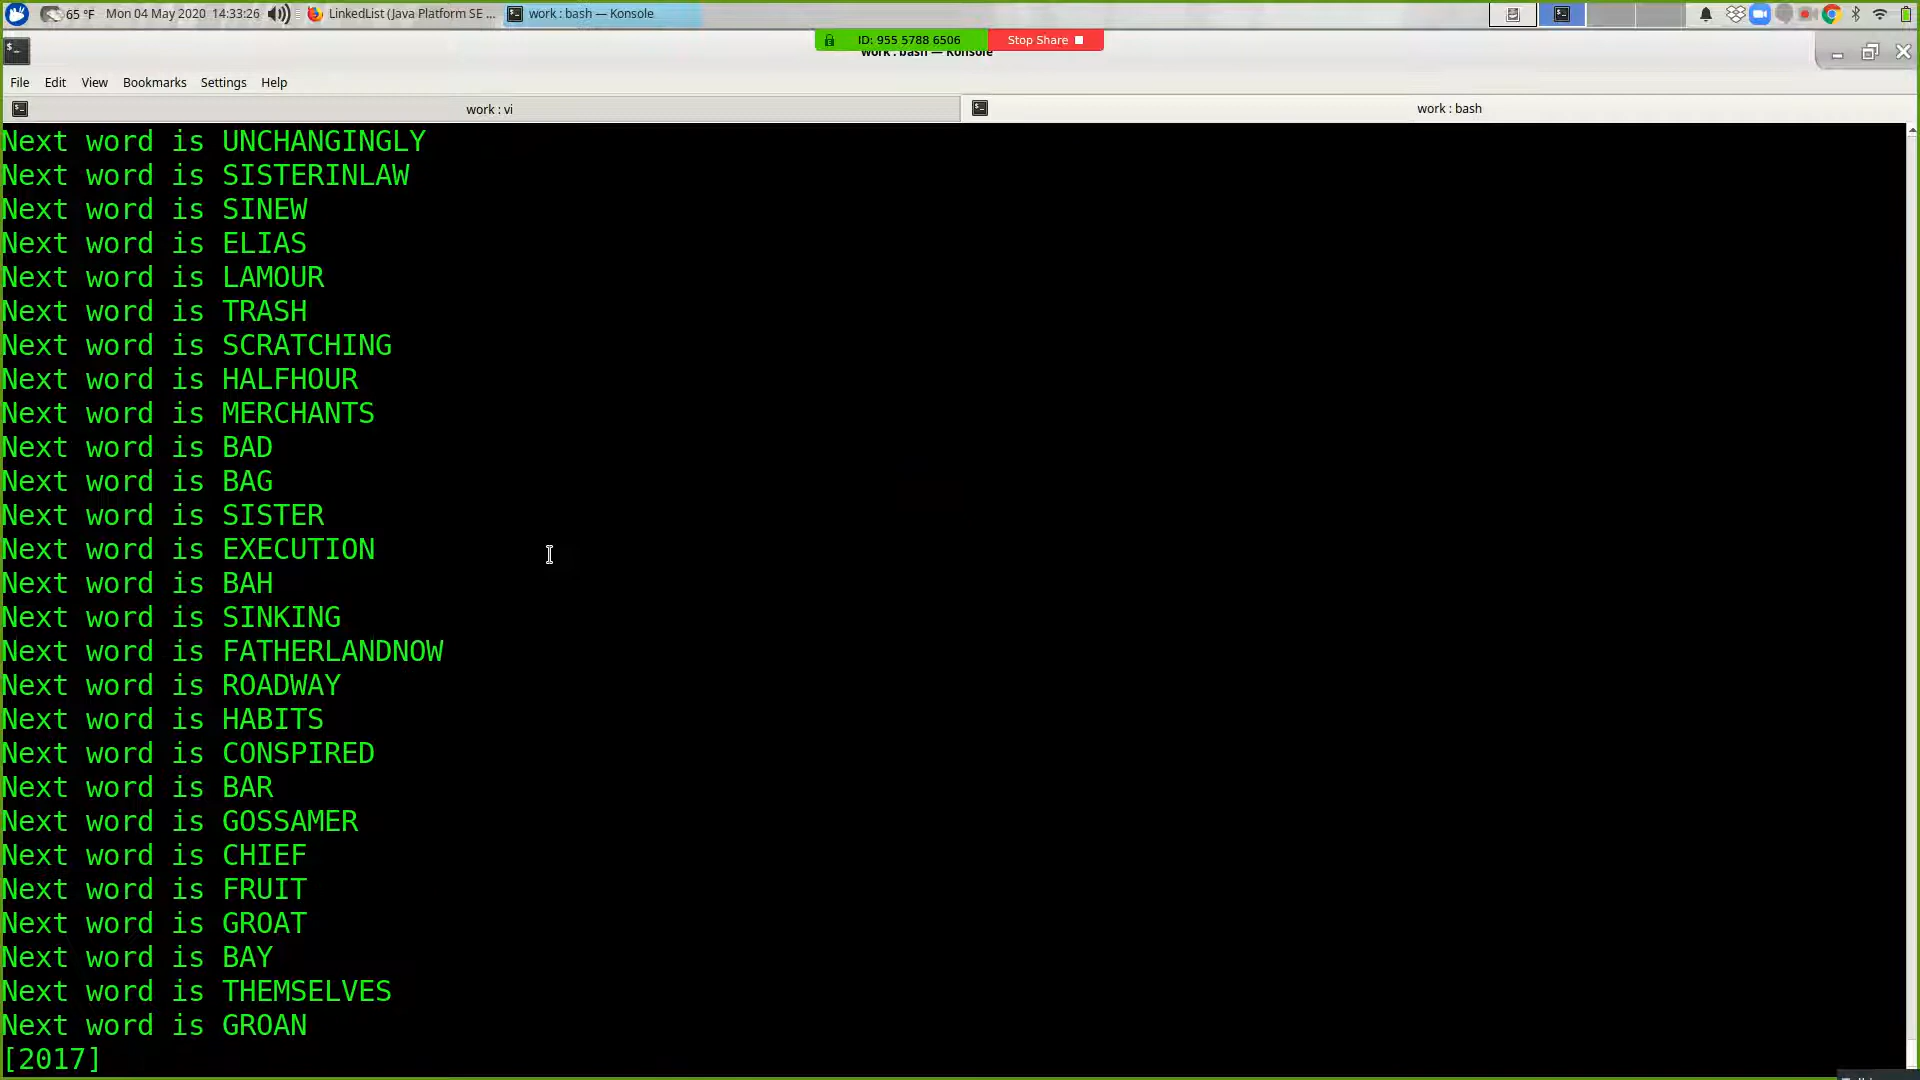 65 °F Mon 04 May 2020 14:33:26 LinkedList (Java Platform SE ... work : bash — Konsole
ID: 955 5788 6506 Stop Share
work : bash — Konsole
File Edit View Bookmarks Settings Help
work : vi work : bash
Next word is UNCHANGINGLY
Next word is SISTERINLAW
Next word is SINEW
Next word is ELIAS
Next word is LAMOUR
Next word is TRASH
Next word is SCRATCHING
Next word is HALFHOUR
Next word is MERCHANTS
Next word is BAD
Next word is BAG
Next word is SISTER
Next word is EXECUTION
Next word is BAH
Next word is SINKING
Next word is FATHERLANDNOW
Next word is ROADWAY
Next word is HABITS
Next word is CONSPIRED
Next word is BAR
Next word is GOSSAMER
Next word is CHIEF
Next word is FRUIT
Next word is GROAT
Next word is BAY
Next word is THEMSELVES
Next word is GROAN
[2017]